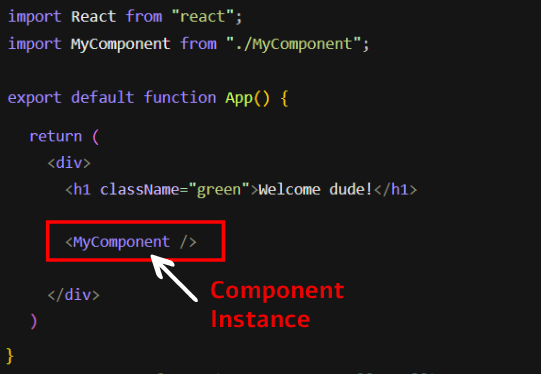 import React from "react";
import MyComponent from "./MyComponent";
export default function App() {
return (
<div>
<h1 className="green">Welcome dude!</h1>
<MyComponent />
Component
Instance
</div>
)
}